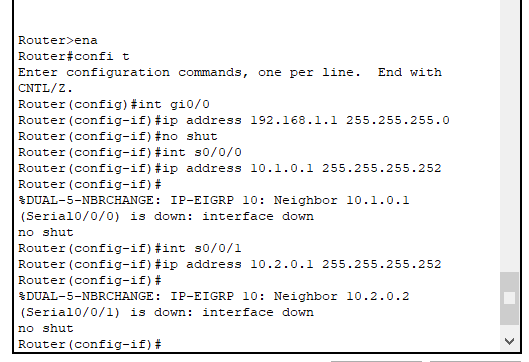 Router>ena
Router#confi t
Enter configuration commands, one per line.  End with
CNTL/Z.
Router(config)#int gi0/0
Router(config-if)#ip address 192.168.1.1 255.255.255.0
Router(config-if)#no shut
Router(config-if)#int s0/0/0
Router(config-if)#ip address 10.1.0.1 255.255.255.252
Router(config-if)#
%DUAL-5-NBRCHANGE: IP-EIGRP 10: Neighbor 10.1.0.1
(Serial0/0/0) is down: interface down
no shut
Router(config-if)#int s0/0/1
Router(config-if)#ip address 10.2.0.1 255.255.255.252
Router(config-if)#
%DUAL-5-NBRCHANGE: IP-EIGRP 10: Neighbor 10.2.0.2
(Serial0/0/1) is down: interface down
no shut
Router(config-if)#